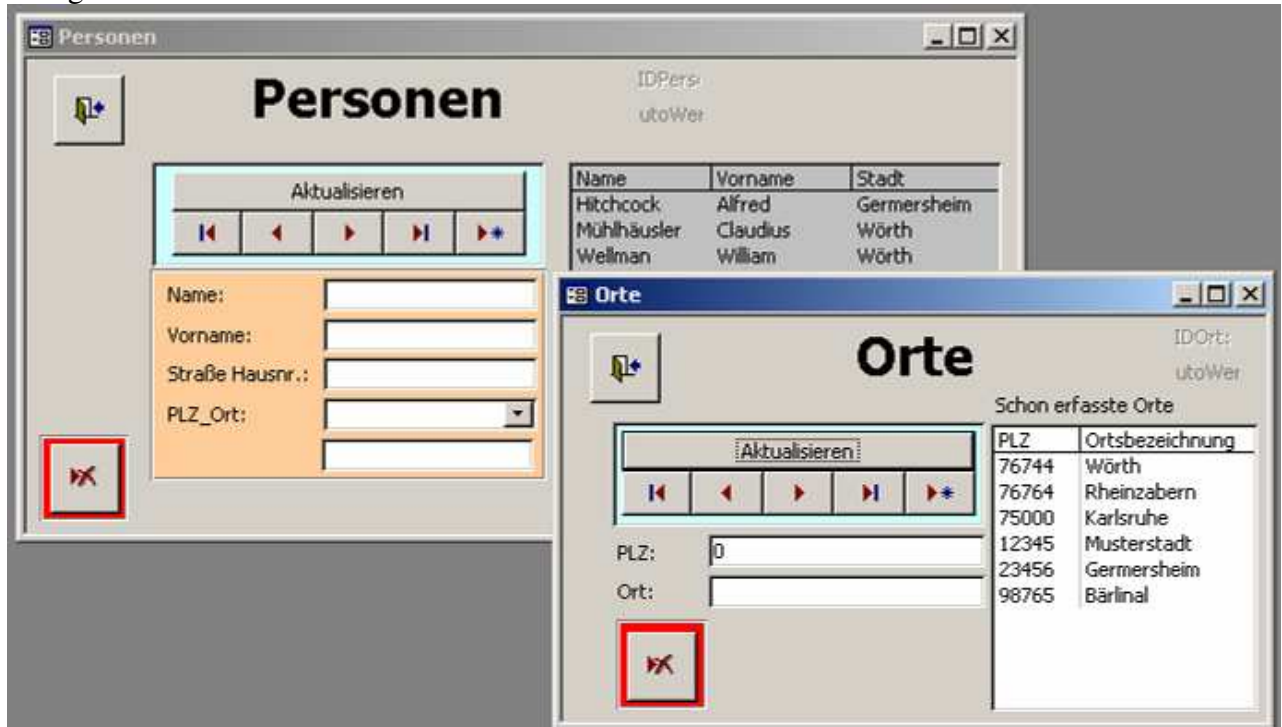 Personen
Personen
IDPers
utoWer
Aktualisieren
Name Vorname Stadt
Hitchcock Alfred Germersheim
Mühlhäusler Claudius Wörth
Wellman William Wörth
Name:
Vorname:
Straße Hausnr.:
PLZ_Ort:
Orte
Orte
IDOrt:
utoWer
Schon erfasste Orte
Aktualisieren
PLZ Ortsbezeichnung
76744 Wörth
76764 Rheinzabern
75000 Karlsruhe
12345 Musterstadt
23456 Germersheim
98765 Bärlinal
PLZ: 0
Ort: